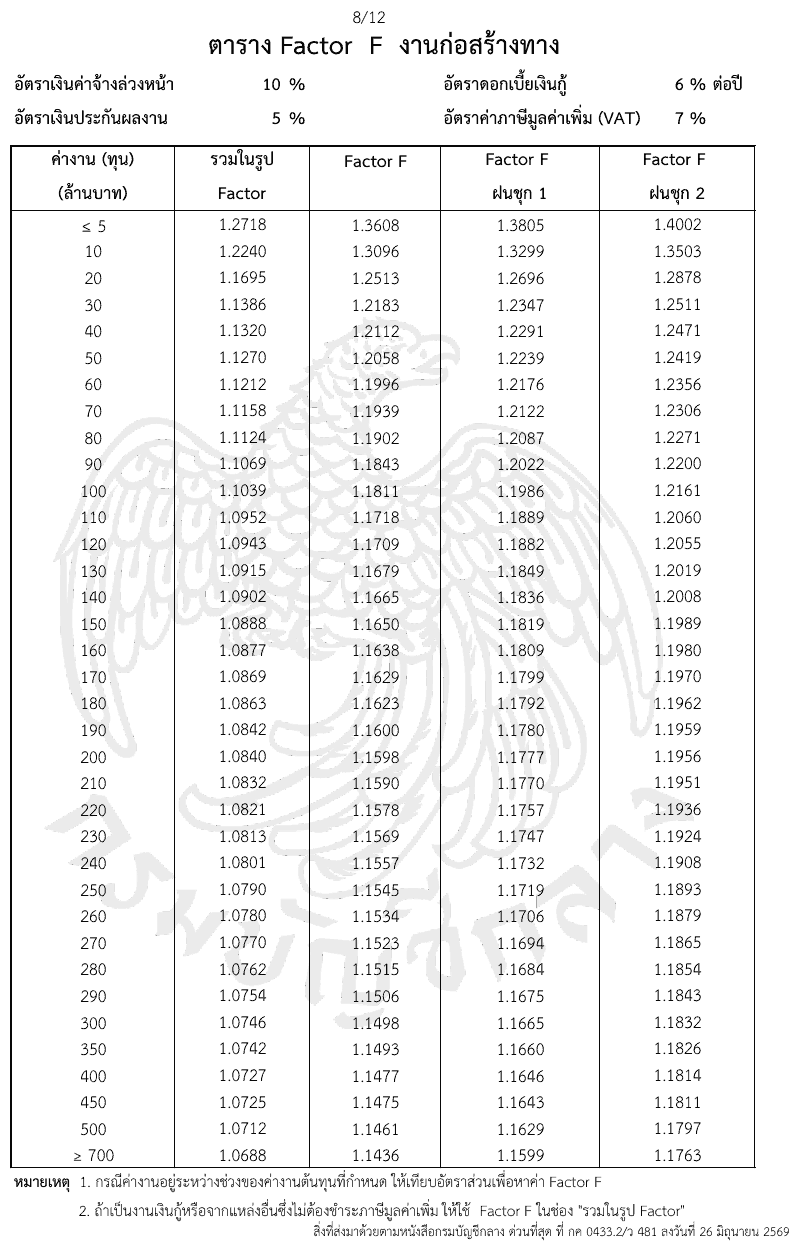 8/12
ตาราง Factor F งานก่อสร้างทาง
อัตราเงินค่าจ้างล่วงหน้า 10 % อัตราดอกเบี้ยเงินกู้ 6 % ต่อปี
อัตราเงินประกันผลงาน 5 % อัตราค่าภาษีมูลค่าเพิ่ม (VAT) 7 %
ค่างาน (ทุน) รวมในรูป Factor F Factor F Factor F
(ล้านบาท) Factor ฝนชุก 1 ฝนชุก 2
≤ 5 1.2718 1.3608 1.3805 1.4002
10 1.2240 1.3096 1.3299 1.3503
20 1.1695 1.2513 1.2696 1.2878
30 1.1386 1.2183 1.2347 1.2511
40 1.1320 1.2112 1.2291 1.2471
50 1.1270 1.2058 1.2239 1.2419
60 1.1212 1.1996 1.2176 1.2356
70 1.1158 1.1939 1.2122 1.2306
80 1.1124 1.1902 1.2087 1.2271
90 1.1069 1.1843 1.2022 1.2200
100 1.1039 1.1811 1.1986 1.2161
110 1.0952 1.1718 1.1889 1.2060
120 1.0943 1.1709 1.1882 1.2055
130 1.0915 1.1679 1.1849 1.2019
140 1.0902 1.1665 1.1836 1.2008
150 1.0888 1.1650 1.1819 1.1989
160 1.0877 1.1638 1.1809 1.1980
170 1.0869 1.1629 1.1799 1.1970
180 1.0863 1.1623 1.1792 1.1962
190 1.0842 1.1600 1.1780 1.1959
200 1.0840 1.1598 1.1777 1.1956
210 1.0832 1.1590 1.1770 1.1951
220 1.0821 1.1578 1.1757 1.1936
230 1.0813 1.1569 1.1747 1.1924
240 1.0801 1.1557 1.1732 1.1908
250 1.0790 1.1545 1.1719 1.1893
260 1.0780 1.1534 1.1706 1.1879
270 1.0770 1.1523 1.1694 1.1865
280 1.0762 1.1515 1.1684 1.1854
290 1.0754 1.1506 1.1675 1.1843
300 1.0746 1.1498 1.1665 1.1832
350 1.0742 1.1493 1.1660 1.1826
400 1.0727 1.1477 1.1646 1.1814
450 1.0725 1.1475 1.1643 1.1811
500 1.0712 1.1461 1.1629 1.1797
≥ 700 1.0688 1.1436 1.1599 1.1763
กรมบัญชีกลาง
หมายเหตุ 1. กรณีค่างานอยู่ระหว่างช่วงของค่างานต้นทุนที่กำหนด ให้เทียบอัตราส่วนเพื่อหาค่า Factor F
2. ถ้าเป็นงานเงินกู้หรือจากแหล่งอื่นซึ่งไม่ต้องชำระภาษีมูลค่าเพิ่ม ให้ใช้ Factor F ในช่อง "รวมในรูป Factor"
สิ่งที่ส่งมาด้วยตามหนังสือกรมบัญชีกลาง ด่วนที่สุด ที่ กค 0433.2/ว 481 ลงวันที่ 26 มิถุนายน 2569